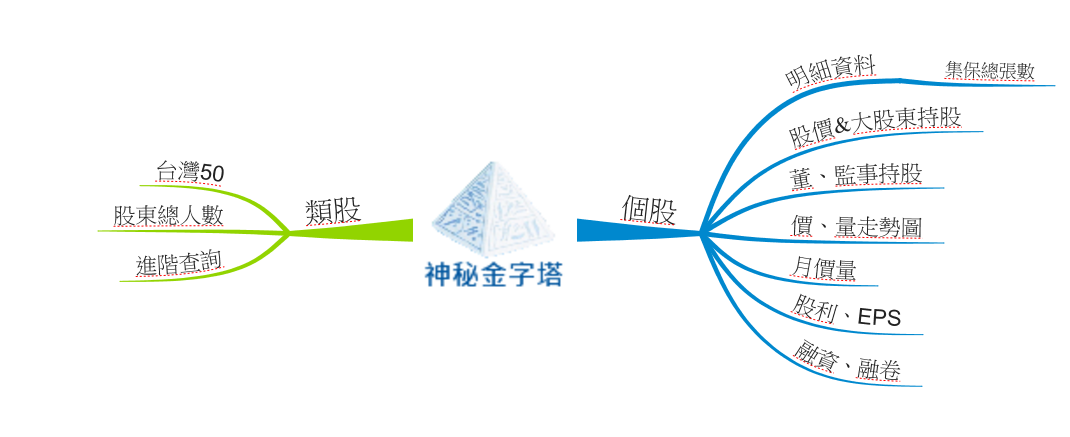 神秘金字塔
個股
明細資料
集保總張數
股價&大股東持股
董、監事持股
價、量走勢圖
月價量
股利、EPS
融資、融卷
類股
台灣50
股東總人數
進階查詢